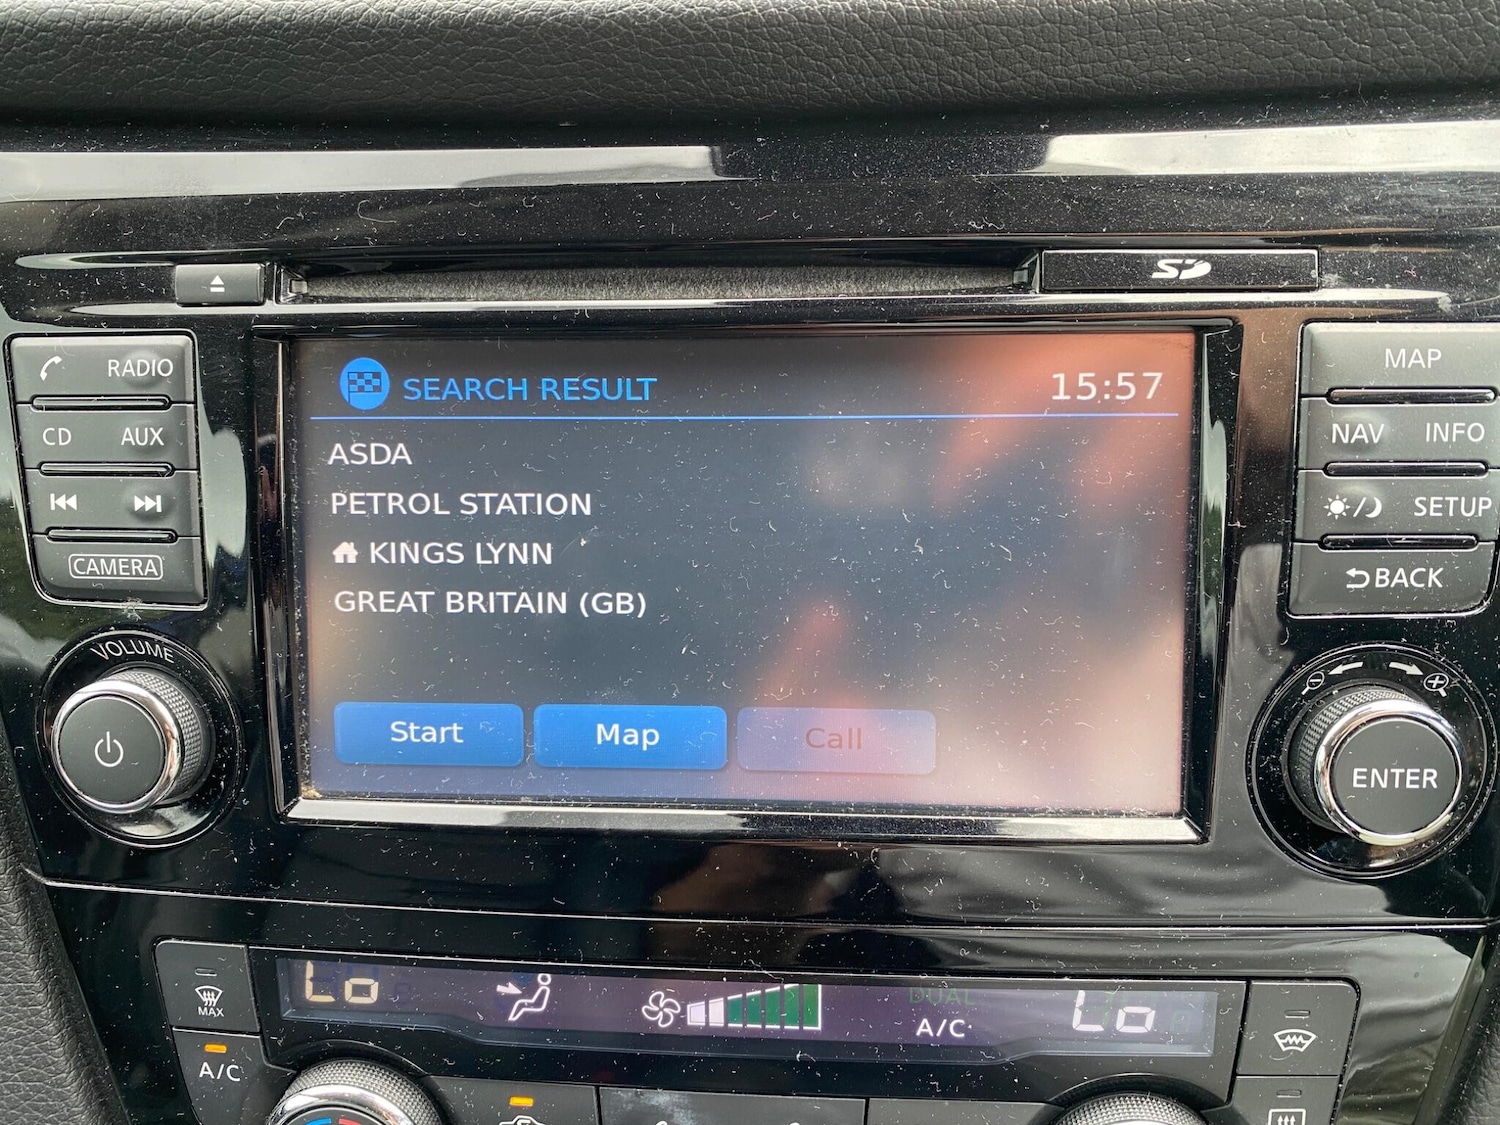 SD
RADIO
CD AUX
CAMERA
VOLUME
SEARCH RESULT 15:57
ASDA
PETROL STATION
KINGS LYNN
GREAT BRITAIN (GB)
Start Map Call
MAP
NAV INFO
SETUP
BACK
ENTER
MAX
A/C
Lo
DUAL
A/C
Lo